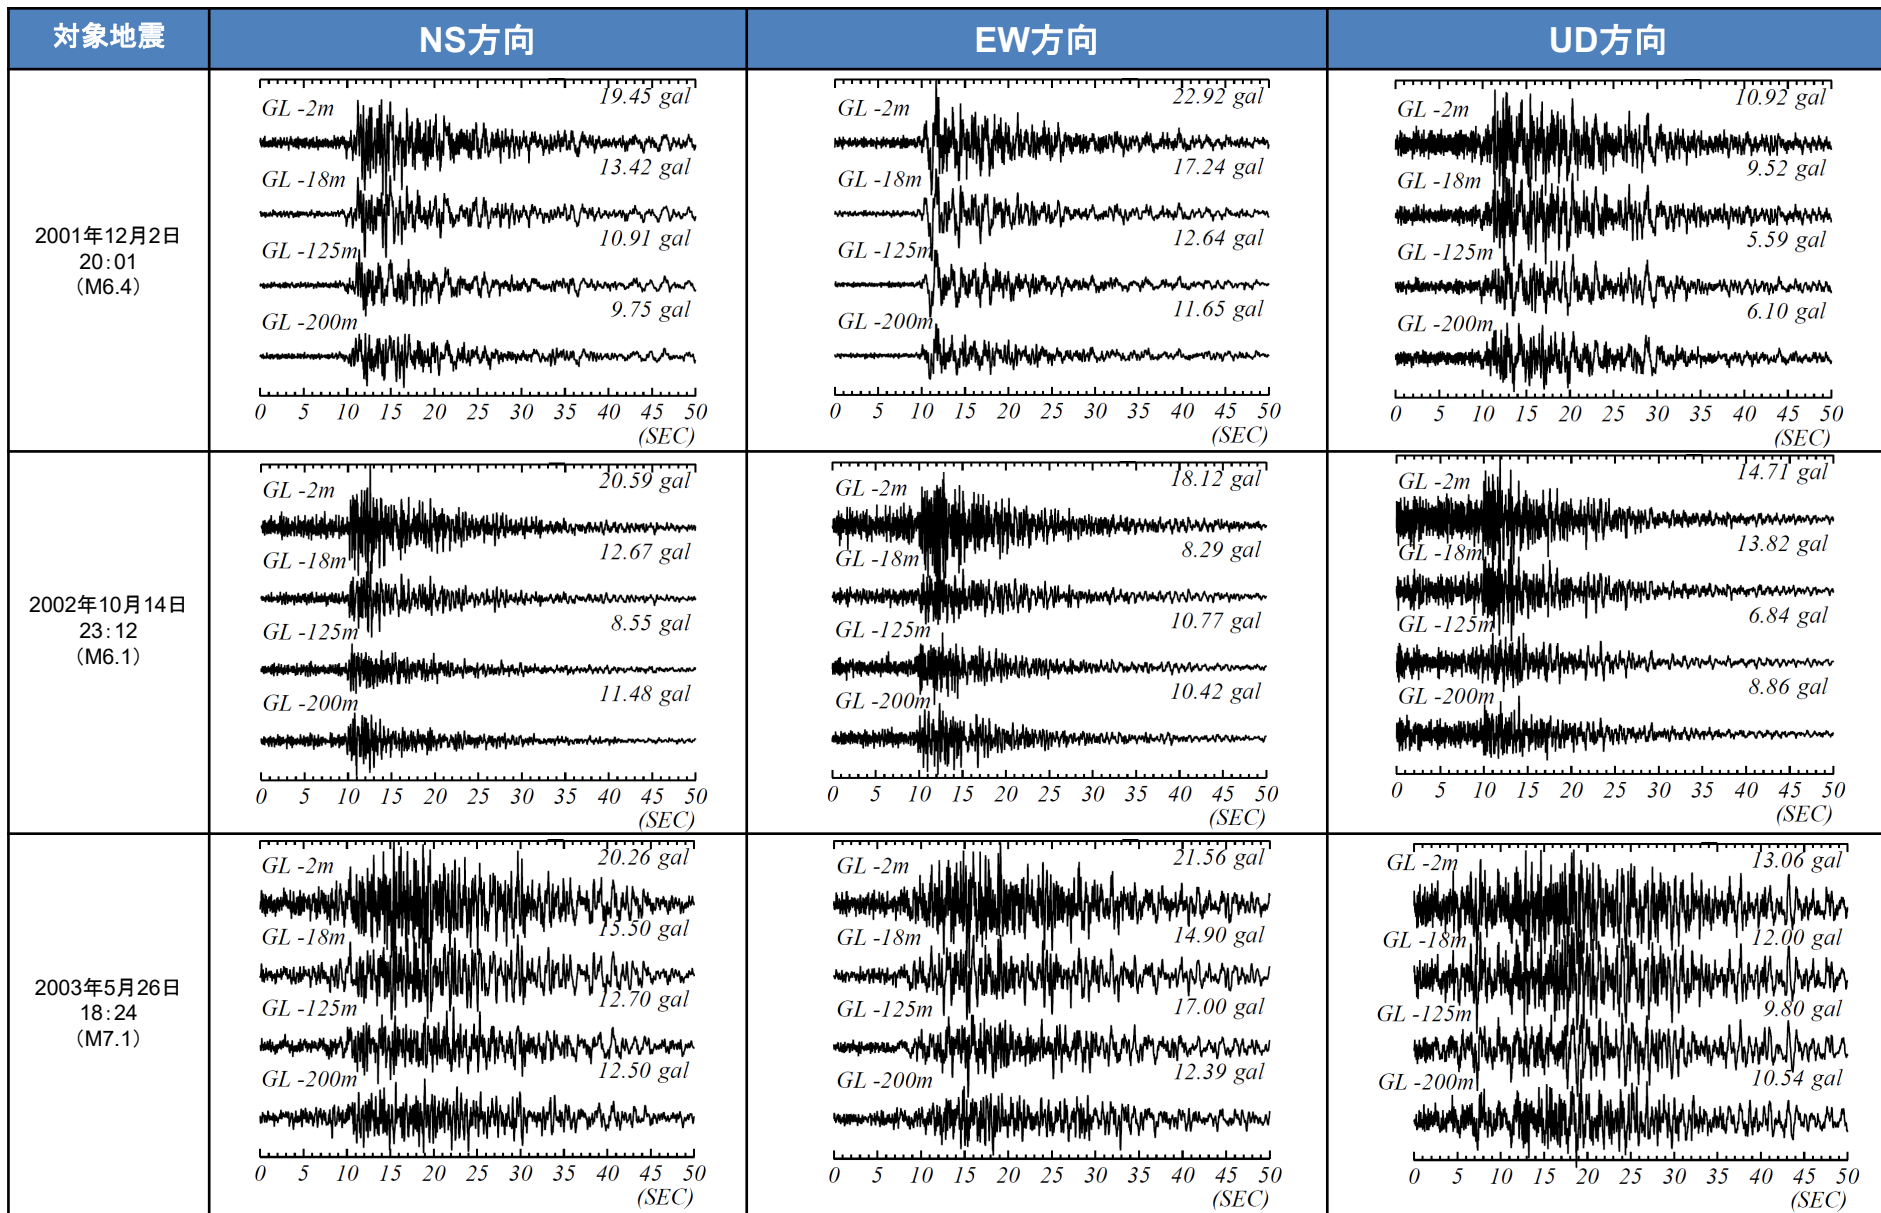 対象地震
NS方向
EW方向
UD方向
2001年12月2日
20:01
(M6.4)
GL -2m
19.45 gal
GL -18m
13.42 gal
GL -125m
10.91 gal
GL -200m
9.75 gal
0 5 10 15 20 25 30 35 40 45 50
(SEC)
GL -2m
22.92 gal
GL -18m
17.24 gal
GL -125m
12.64 gal
GL -200m
11.65 gal
0 5 10 15 20 25 30 35 40 45 50
(SEC)
GL -2m
10.92 gal
GL -18m
9.52 gal
GL -125m
5.59 gal
GL -200m
6.10 gal
0 5 10 15 20 25 30 35 40 45 50
(SEC)
2002年10月14日
23:12
(M6.1)
GL -2m
20.59 gal
GL -18m
12.67 gal
GL -125m
8.55 gal
GL -200m
11.48 gal
0 5 10 15 20 25 30 35 40 45 50
(SEC)
GL -2m
18.12 gal
GL -18m
8.29 gal
GL -125m
10.77 gal
GL -200m
10.42 gal
0 5 10 15 20 25 30 35 40 45 50
(SEC)
GL -2m
14.71 gal
GL -18m
13.82 gal
GL -125m
6.84 gal
GL -200m
8.86 gal
0 5 10 15 20 25 30 35 40 45 50
(SEC)
2003年5月26日
18:24
(M7.1)
GL -2m
20.26 gal
GL -18m
15.50 gal
GL -125m
12.70 gal
GL -200m
12.50 gal
0 5 10 15 20 25 30 35 40 45 50
(SEC)
GL -2m
21.56 gal
GL -18m
14.90 gal
GL -125m
17.00 gal
GL -200m
12.39 gal
0 5 10 15 20 25 30 35 40 45 50
(SEC)
GL -2m
13.06 gal
GL -18m
12.00 gal
GL -125m
9.80 gal
GL -200m
10.54 gal
0 5 10 15 20 25 30 35 40 45 50
(SEC)